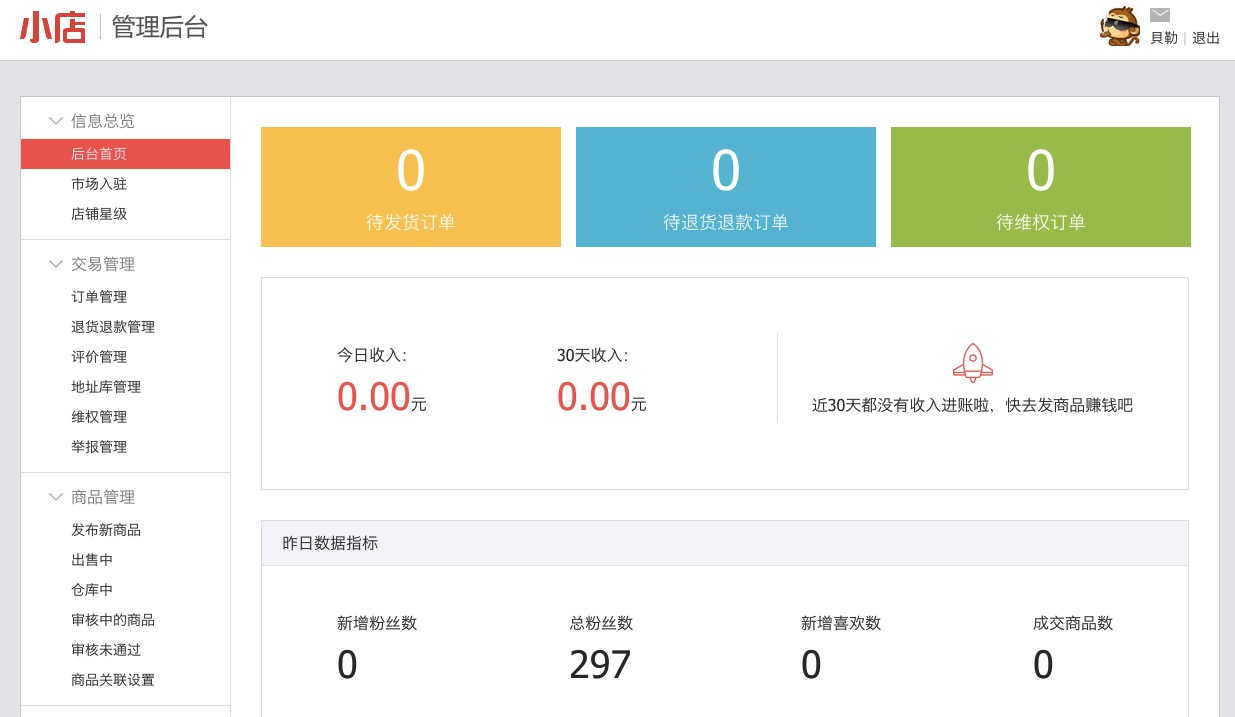 小店 管理后台
貝勒 | 退出
信息总览
后台首页
市场入驻
店铺星级
交易管理
订单管理
退货退款管理
评价管理
地址库管理
维权管理
举报管理
商品管理
发布新商品
出售中
仓库中
审核中的商品
审核未通过
商品关联设置
0
待发货订单
0
待退货退款订单
0
待维权订单
今日收入：
0.00元
30天收入：
0.00元
近30天都没有收入进账啦，快去发商品赚钱吧
昨日数据指标
新增粉丝数
0
总粉丝数
297
新增喜欢数
0
成交商品数
0